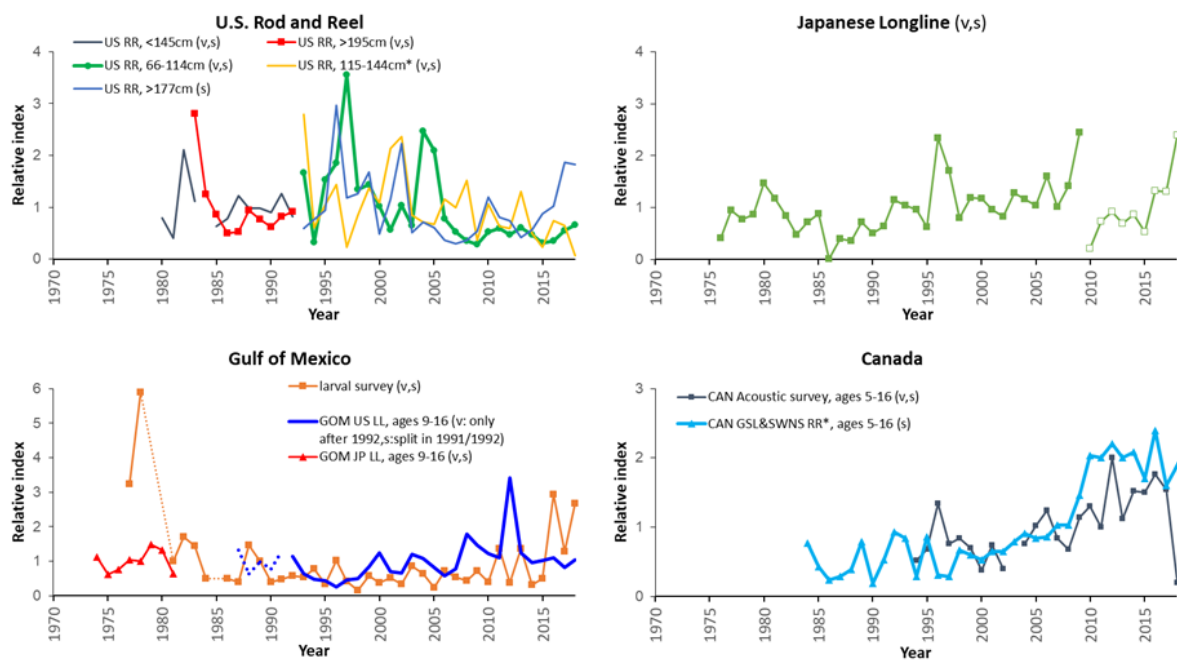 U.S. Rod and Reel
US RR, <145cm (v,s)
US RR, >195cm (v,s)
US RR, 66-114cm (v,s)
US RR, 115-144cm* (v,s)
US RR, >177cm (s)
4
3
2
1
0
Relative index
1970
1975
1980
1985
1990
1995
2000
2005
2010
2015
Year
Japanese Longline (v,s)
4
3
2
1
0
Relative index
1970
1975
1980
1985
1990
1995
2000
2005
2010
2015
Year
Gulf of Mexico
larval survey (v,s)
GOM US LL, ages 9-16 (v: only
after 1992,s:split in 1991/1992)
GOM JP LL, ages 9-16 (v,s)
6
5
4
3
2
1
0
Relative index
1970
1975
1980
1985
1990
1995
2000
2005
2010
2015
Year
Canada
CAN Acoustic survey, ages 5-16 (v,s)
CAN GSL&SWNS RR*, ages 5-16 (s)
3
2
1
0
Relative index
1970
1975
1980
1985
1990
1995
2000
2005
2010
2015
Year